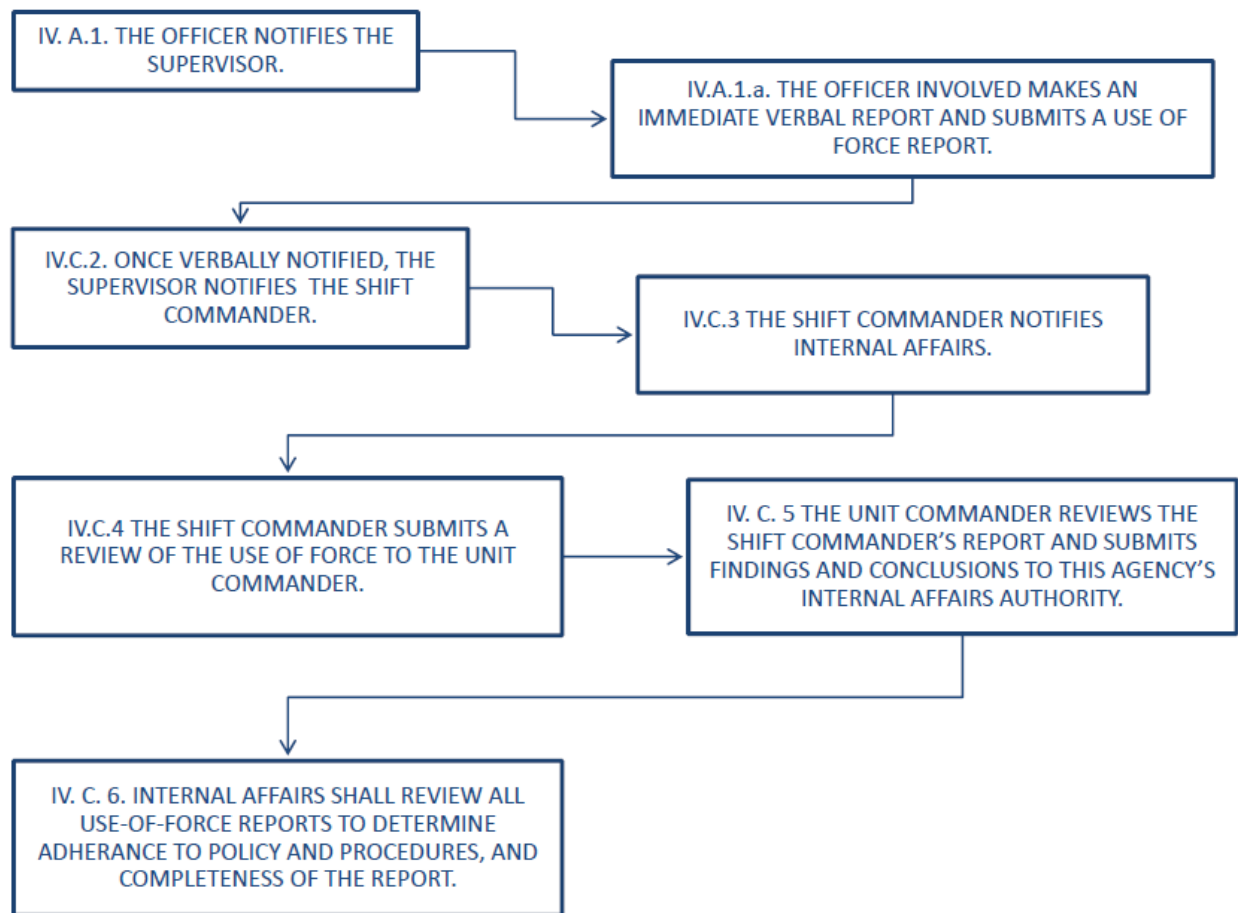 IV. A.1. THE OFFICER NOTIFIES THE
SUPERVISOR.
IV.A.1.a. THE OFFICER INVOLVED MAKES AN
IMMEDIATE VERBAL REPORT AND SUBMITS A USE OF
FORCE REPORT.
IV.C.2. ONCE VERBALLY NOTIFIED, THE
SUPERVISOR NOTIFIES  THE SHIFT
COMMANDER.
IV.C.3 THE SHIFT COMMANDER NOTIFIES
INTERNAL AFFAIRS.
IV.C.4 THE SHIFT COMMANDER SUBMITS A
REVIEW OF THE USE OF FORCE TO THE UNIT
COMMANDER.
IV. C. 5 THE UNIT COMMANDER REVIEWS THE
SHIFT COMMANDER’S REPORT AND SUBMITS
FINDINGS AND CONCLUSIONS TO THIS AGENCY’S
INTERNAL AFFAIRS AUTHORITY.
IV. C. 6. INTERNAL AFFAIRS SHALL REVIEW ALL
USE-OF-FORCE REPORTS TO DETERMINE
ADHERANCE TO POLICY AND PROCEDURES, AND
COMPLETENESS OF THE REPORT.